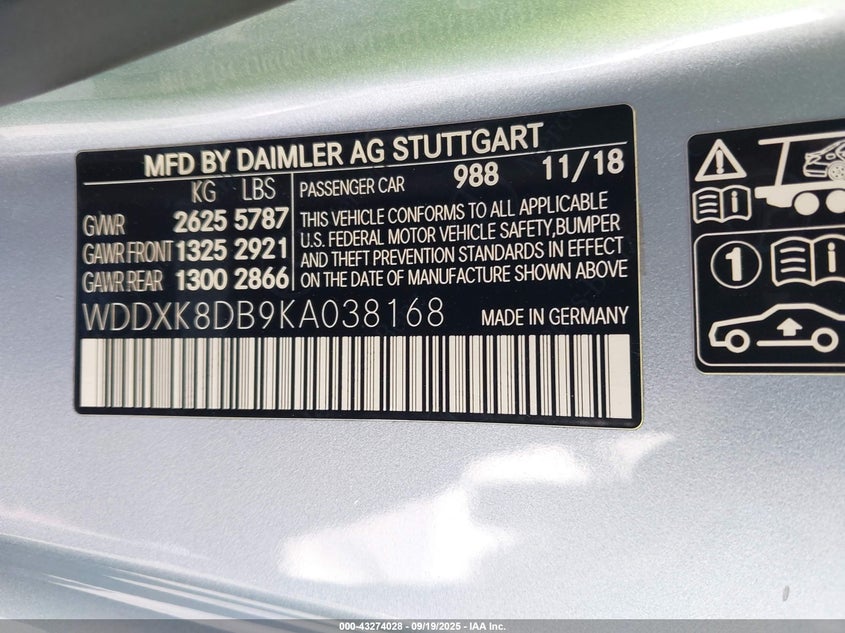 MFD BY DAIMLER AG STUTTGART
KG LBS
PASSENGER CAR 988 11/18
GVWR 2625 5787
GAWR FRONT 1325 2921
GAWR REAR 1300 2866
THIS VEHICLE CONFORMS TO ALL APPLICABLE
U.S. FEDERAL MOTOR VEHICLE SAFETY,BUMPER
AND THEFT PREVENTION STANDARDS IN EFFECT
ON THE DATE OF MANUFACTURE SHOWN ABOVE
WDDXK8DB9KA038168 MADE IN GERMANY
1
000-43274028 - 09/19/2025 - IAA Inc.